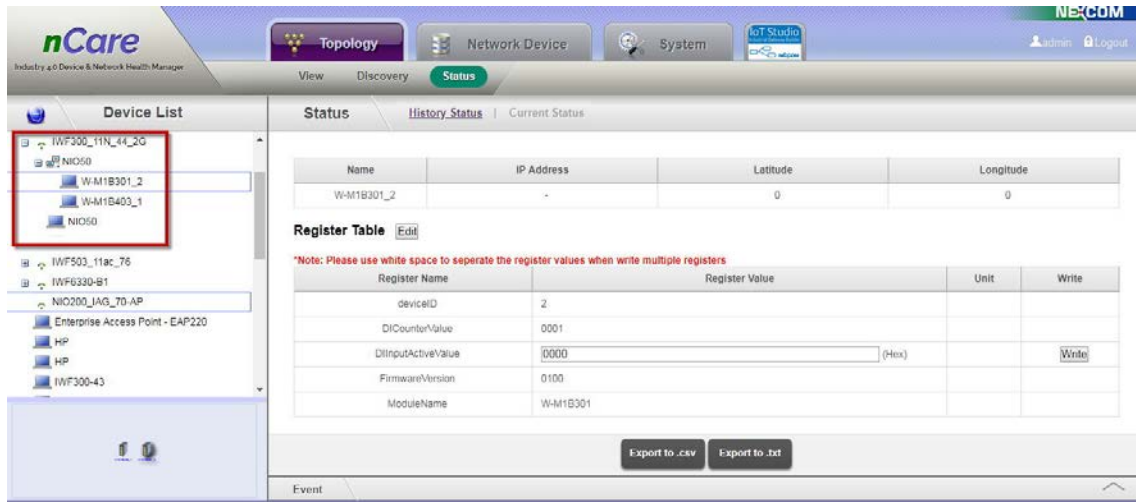 NEXCOM
nCare
Industry 4.0 Device & Network Health Manager
Topology
Network Device
System
IoT Studio
admin
Logout
View
Discovery
Status
Device List
IWF300_11N_44_2G
NIO50
W-M1B301_2
W-M1B403_1
NIO50
IWF503_11ac_76
IWF6330-B1
NIO200_IAG_70-AP
Enterprise Access Point - EAP220
HP
HP
IWF300-43
Status
History Status | Current Status
Name IP Address Latitude Longitude
W-M1B301_2 - 0 0
Register Table Edit
*Note: Please use white space to seperate the register values when write multiple registers
Register Name Register Value Unit Write
deviceID 2
DICounterValue 0001
DIInputActiveValue 0000 (Hex) Write
FirmwareVersion 0100
ModuleName W-M1B301
Export to .csv Export to .txt
Event